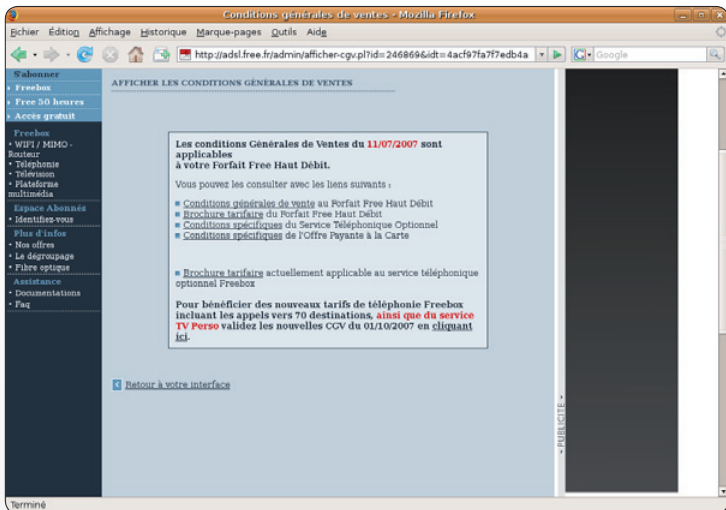 Conditions générales de ventes - Mozilla Firefox
Fichier Édition Affichage Historique Marque-pages Outils Aide
http://adsl.free.fr/admin/afficher-cgv.pl?id=246869&idt=4acf97fa7f7edb4a
Google
S'abonner
Freebox
Free 50 heures
Accès gratuit
Freebox
• WIFI / MIMO -
Routeur
• Téléphonie
• Télévision
• Plateforme
multimédia
Espace Abonnés
• Identifiez-vous
Plus d'infos
• Nos offres
• Le dégroupage
• Fibre optique
Assistance
• Documentations
• Faq
AFFICHER LES CONDITIONS GÉNÉRALES DE VENTES
Les conditions Générales de Ventes du 11/07/2007 sont
applicables
à votre Forfait Free Haut Débit.
Vous pouvez les consulter avec les liens suivants :
Conditions générales de vente au Forfait Free Haut Débit
Brochure tarifaire du Forfait Free Haut Débit
Conditions spécifiques du Service Téléphonique Optionnel
Conditions spécifiques de l'Offre Payante à la Carte
Brochure tarifaire actuellement applicable au service téléphonique
optionnel Freebox
Pour bénéficier des nouveaux tarifs de téléphonie Freebox
incluant les appels vers 70 destinations, ainsi que du service
TV Perso validez les nouvelles CGV du 01/10/2007 en cliquant
ici.
Retour à votre interface
PUBLICITE
Terminé